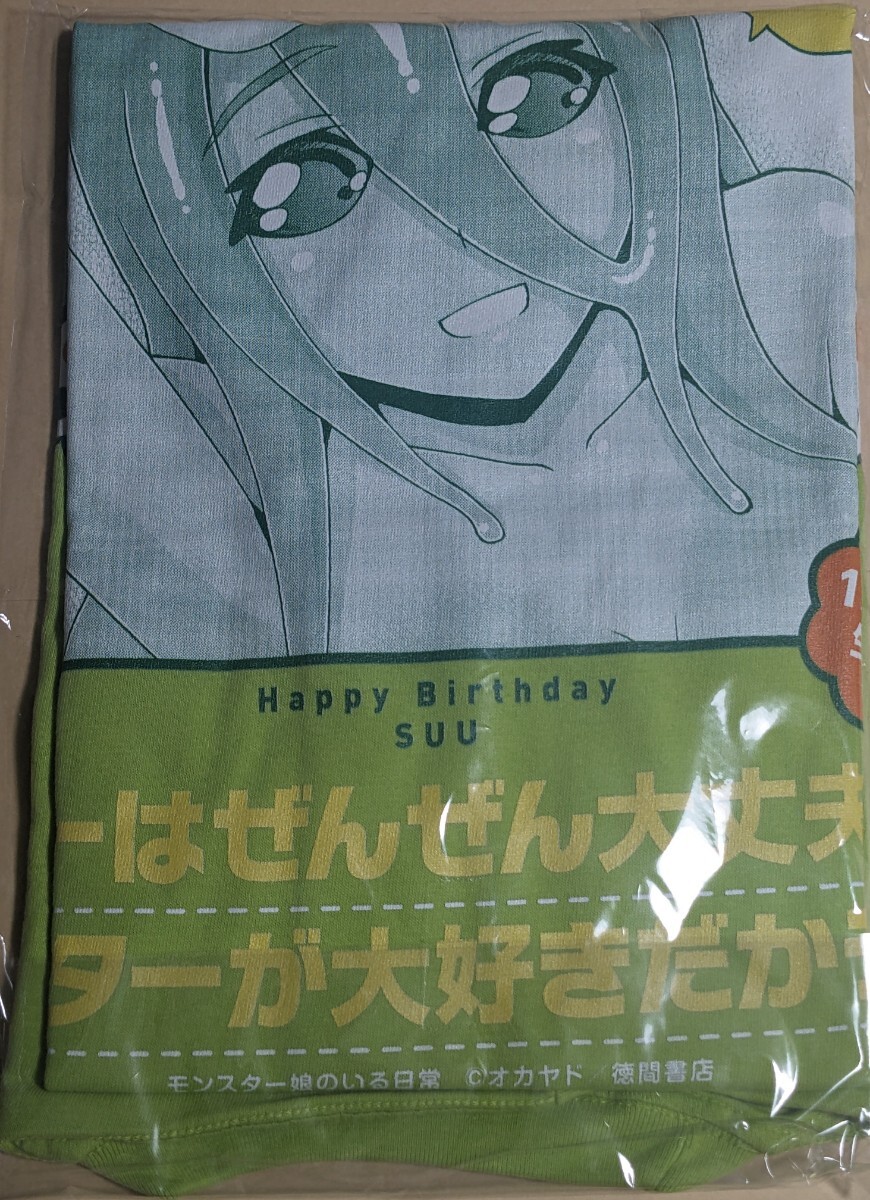 Happy Birthday
SUU
ーはぜんぜん大丈夫
ターが大好きだから
モンスター娘のいる日常 ©オカヤド 徳間書店